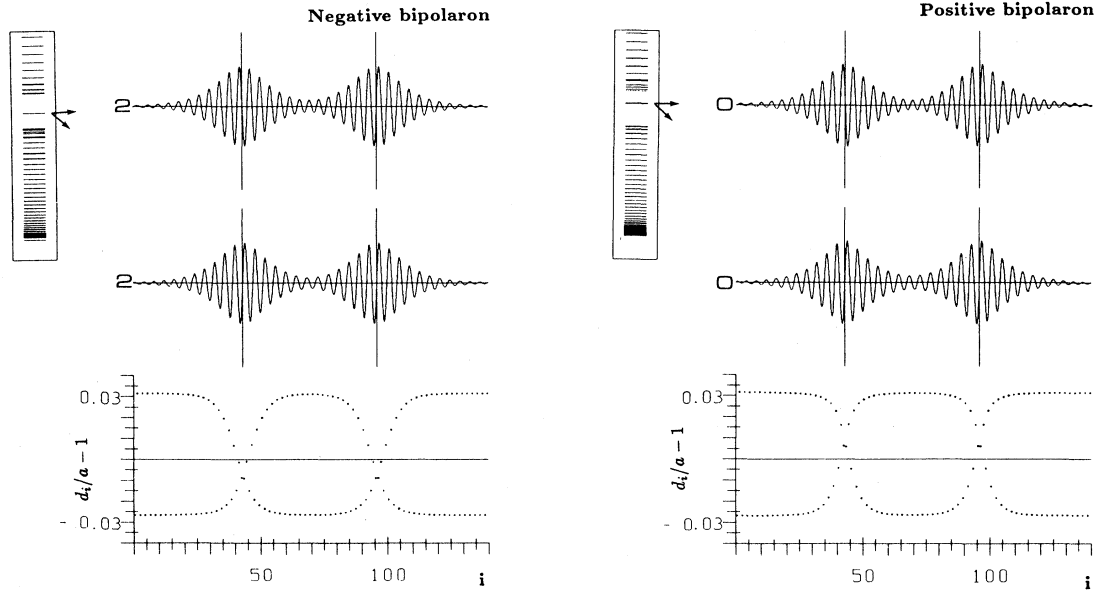 Negative bipolaron
2
2
0.03
- 0.03
d_i/a − 1
50 100 i
Positive bipolaron
0
0
0.03
- 0.03
d_i/a − 1
50 100 i